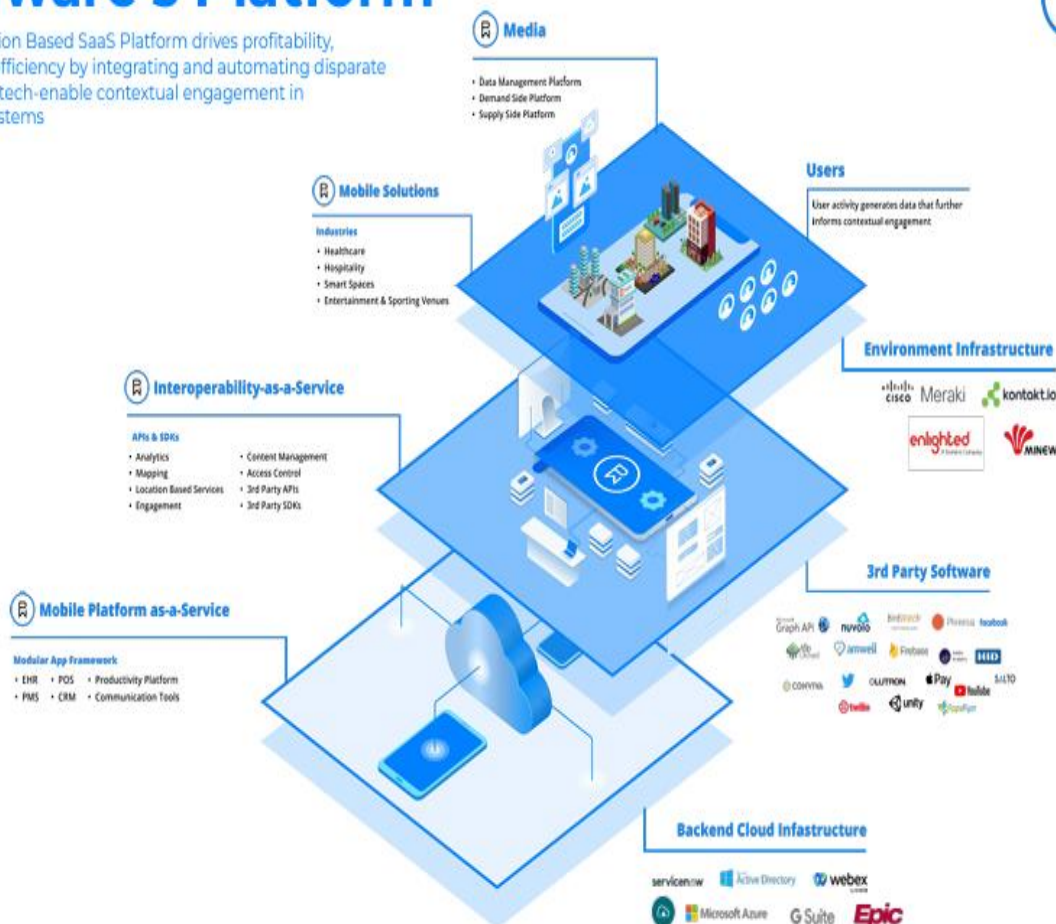 ware's Platform
ion Based SaaS Platform drives profitability,
fficiency by integrating and automating disparate
tech-enable contextual engagement in
stems
Media
• Data Management Platform
• Demand Side Platform
• Supply Side Platform
Users
User activity generates data that further
informs contextual engagement
Mobile Solutions
Industries
• Healthcare
• Hospitality
• Smart Spaces
• Entertainment & Sporting Venues
Environment Infrastructure
CISCO Meraki kontakt.io
enlighted MINEW
Interoperability-as-a-Service
APIs & SDKs
• Analytics
• Mapping
• Location Based Services
• Engagement
• Content Management
• Access Control
• 3rd Party APIs
• 3rd Party SDKs
3rd Party Software
Graph API nuvolo Phreesia facebook
amwell Firebase HID
CONVIVA LUTRON Pay YouTube SALTO
twilio unity
Mobile Platform as-a-Service
Modular App Framework
• EHR • POS • Productivity Platform
• PMS • CRM • Communication Tools
Backend Cloud Infastructure
servicenow Active Directory webex
Microsoft Azure G Suite Epic